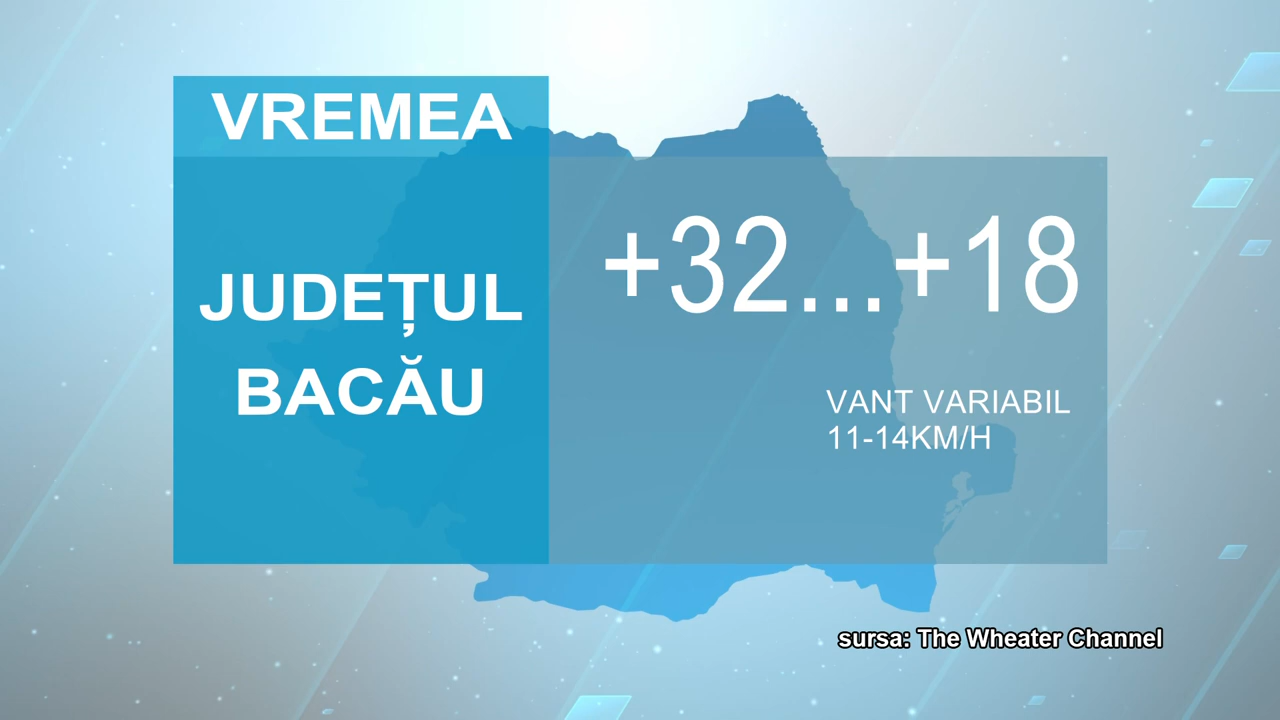 VREMEA
JUDEȚUL
BACĂU
+32...+18
VANT VARIABIL
11-14KM/H
sursa: The Wheater Channel